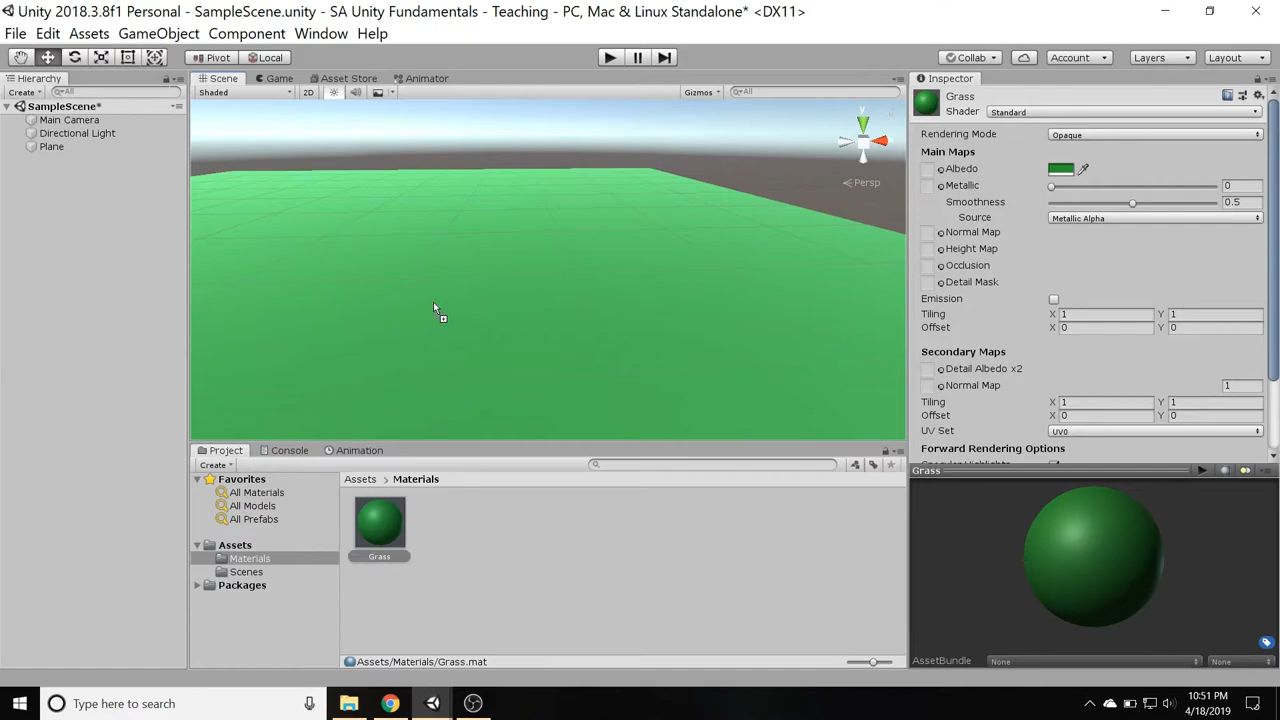 Unity 2018.3.8f1 Personal - SampleScene.unity - SA Unity Fundamentals - Teaching - PC, Mac & Linux Standalone* <DX11>
File Edit Assets GameObject Component Window Help
Pivot Local Collab Account Layers Layout
Hierarchy Scene Game Asset Store Animator Inspector
Create All Shaded 2D Gizmos All Grass
SampleScene*
Shader Standard
Main Camera
Directional Light
Plane
y
Persp
Rendering Mode Opaque
Main Maps
Albedo
Metallic 0
Smoothness 0.5
Source Metallic Alpha
Normal Map
Height Map
Occlusion
Detail Mask
Emission
Tiling X 1 Y 1
Offset X 0 Y 0
Secondary Maps
Detail Albedo x2
Normal Map 1
Tiling X 1 Y 1
Offset X 0 Y 0
UV Set UV0
Forward Rendering Options
Project Console Animation
Create
Favorites
All Materials
All Models
All Prefabs
Assets
Materials
Scenes
Packages
Assets Materials
Grass
Assets/Materials/Grass.mat
Grass
AssetBundle None None
Type here to search
10:51 PM
4/18/2019